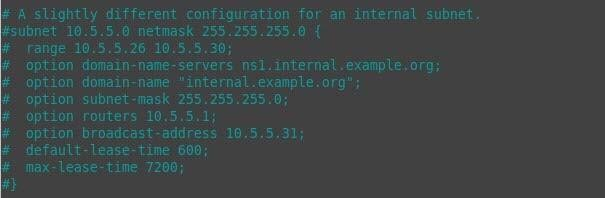 # A slightly different configuration for an internal subnet.
#subnet 10.5.5.0 netmask 255.255.255.0 {
#  range 10.5.5.26 10.5.5.30;
#  option domain-name-servers ns1.internal.example.org;
#  option domain-name "internal.example.org";
#  option subnet-mask 255.255.255.0;
#  option routers 10.5.5.1;
#  option broadcast-address 10.5.5.31;
#  default-lease-time 600;
#  max-lease-time 7200;
#}